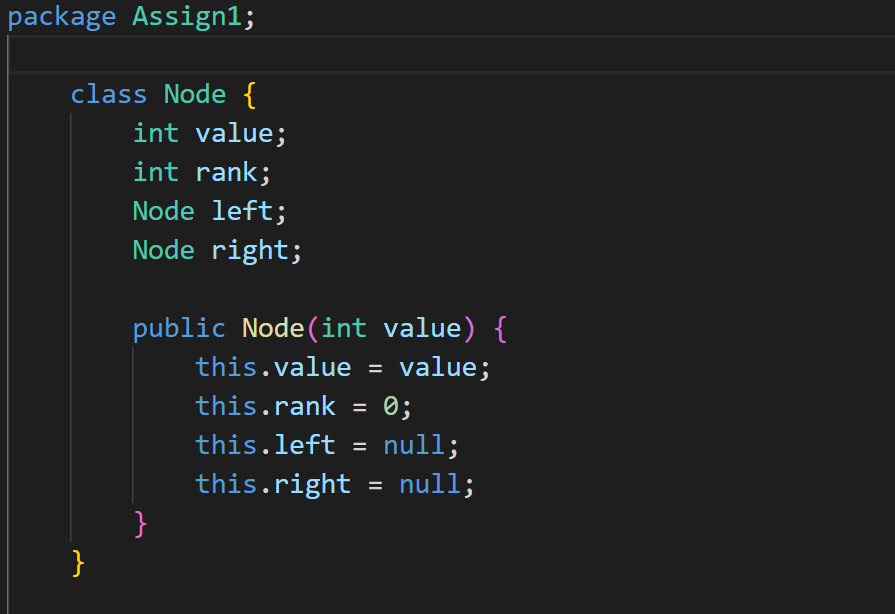 package Assign1;
class Node {
int value;
int rank;
Node left;
Node right;
public Node(int value) {
this.value = value;
this.rank = 0;
this.left = null;
this.right = null;
}
}